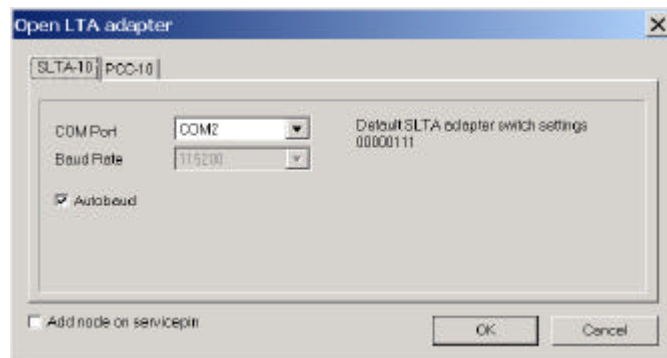 Open LTA adapter
SLTA-10 PCC-10
COM Port COM2 Default SLTA adapter switch settings
00000111
Baud Rate 115200
Autobaud
Add node on servicepin OK Cancel